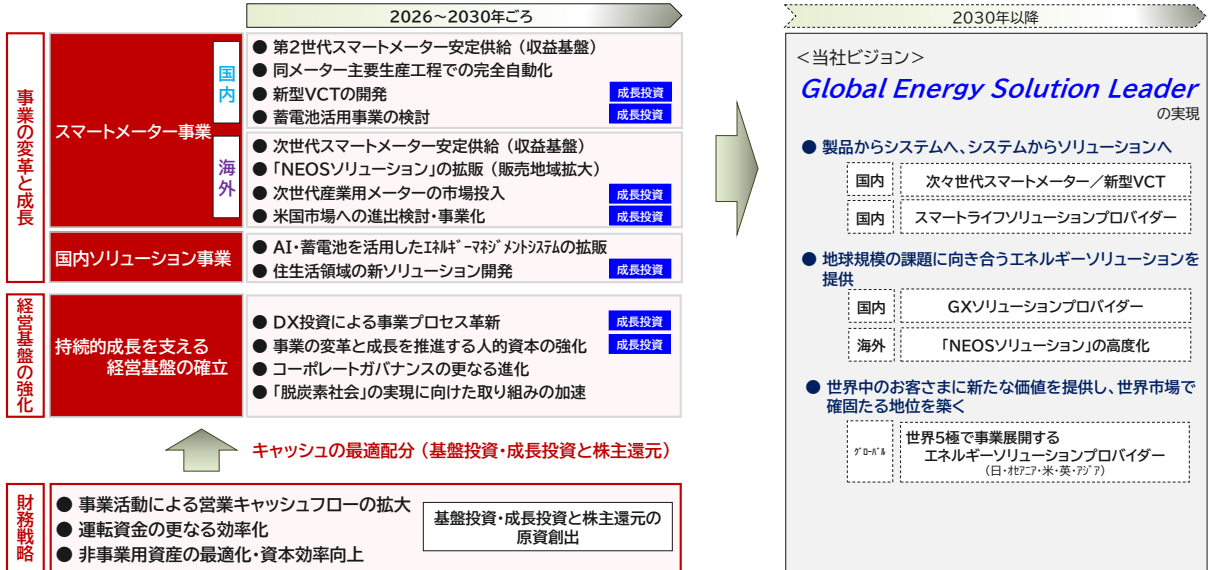 2026～2030年ごろ
事業の変革と成長
スマートメーター事業
国内
● 第2世代スマートメーター安定供給（収益基盤）
● 同メーター主要生産工程での完全自動化
● 新型VCTの開発 成長投資
● 蓄電池活用事業の検討 成長投資
海外
● 次世代スマートメーター安定供給（収益基盤）
● 「NEOSソリューション」の拡販（販売地域拡大）
● 次世代産業用メーターの市場投入 成長投資
● 米国市場への進出検討・事業化 成長投資
国内ソリューション事業
● AI・蓄電池を活用したｴﾈﾙｷﾞｰﾏﾈｼﾞﾒﾝﾄｼｽﾃﾑの拡販
● 住生活領域の新ソリューション開発 成長投資
経営基盤の強化
持続的成長を支える
経営基盤の確立
● DX投資による事業プロセス革新 成長投資
● 事業の変革と成長を推進する人的資本の強化 成長投資
● コーポレートガバナンスの更なる進化
● 「脱炭素社会」の実現に向けた取り組みの加速
キャッシュの最適配分（基盤投資・成長投資と株主還元）
財務戦略
● 事業活動による営業キャッシュフローの拡大
● 運転資金の更なる効率化
● 非事業用資産の最適化・資本効率向上
基盤投資・成長投資と株主還元の
原資創出
2030年以降
＜当社ビジョン＞
Global Energy Solution Leader
の実現
● 製品からシステムへ、システムからソリューションへ
国内 次々世代スマートメーター／新型VCT
国内 スマートライフソリューションプロバイダー
● 地球規模の課題に向き合うエネルギーソリューションを
提供
国内 GXソリューションプロバイダー
海外 「NEOSソリューション」の高度化
● 世界中のお客さまに新たな価値を提供し、世界市場で
確固たる地位を築く
ｸﾞﾛｰﾊﾞﾙ
世界5極で事業展開する
エネルギーソリューションプロバイダー
（日・ｵｾｱﾆｱ・米・英・ｱｼﾞｱ）